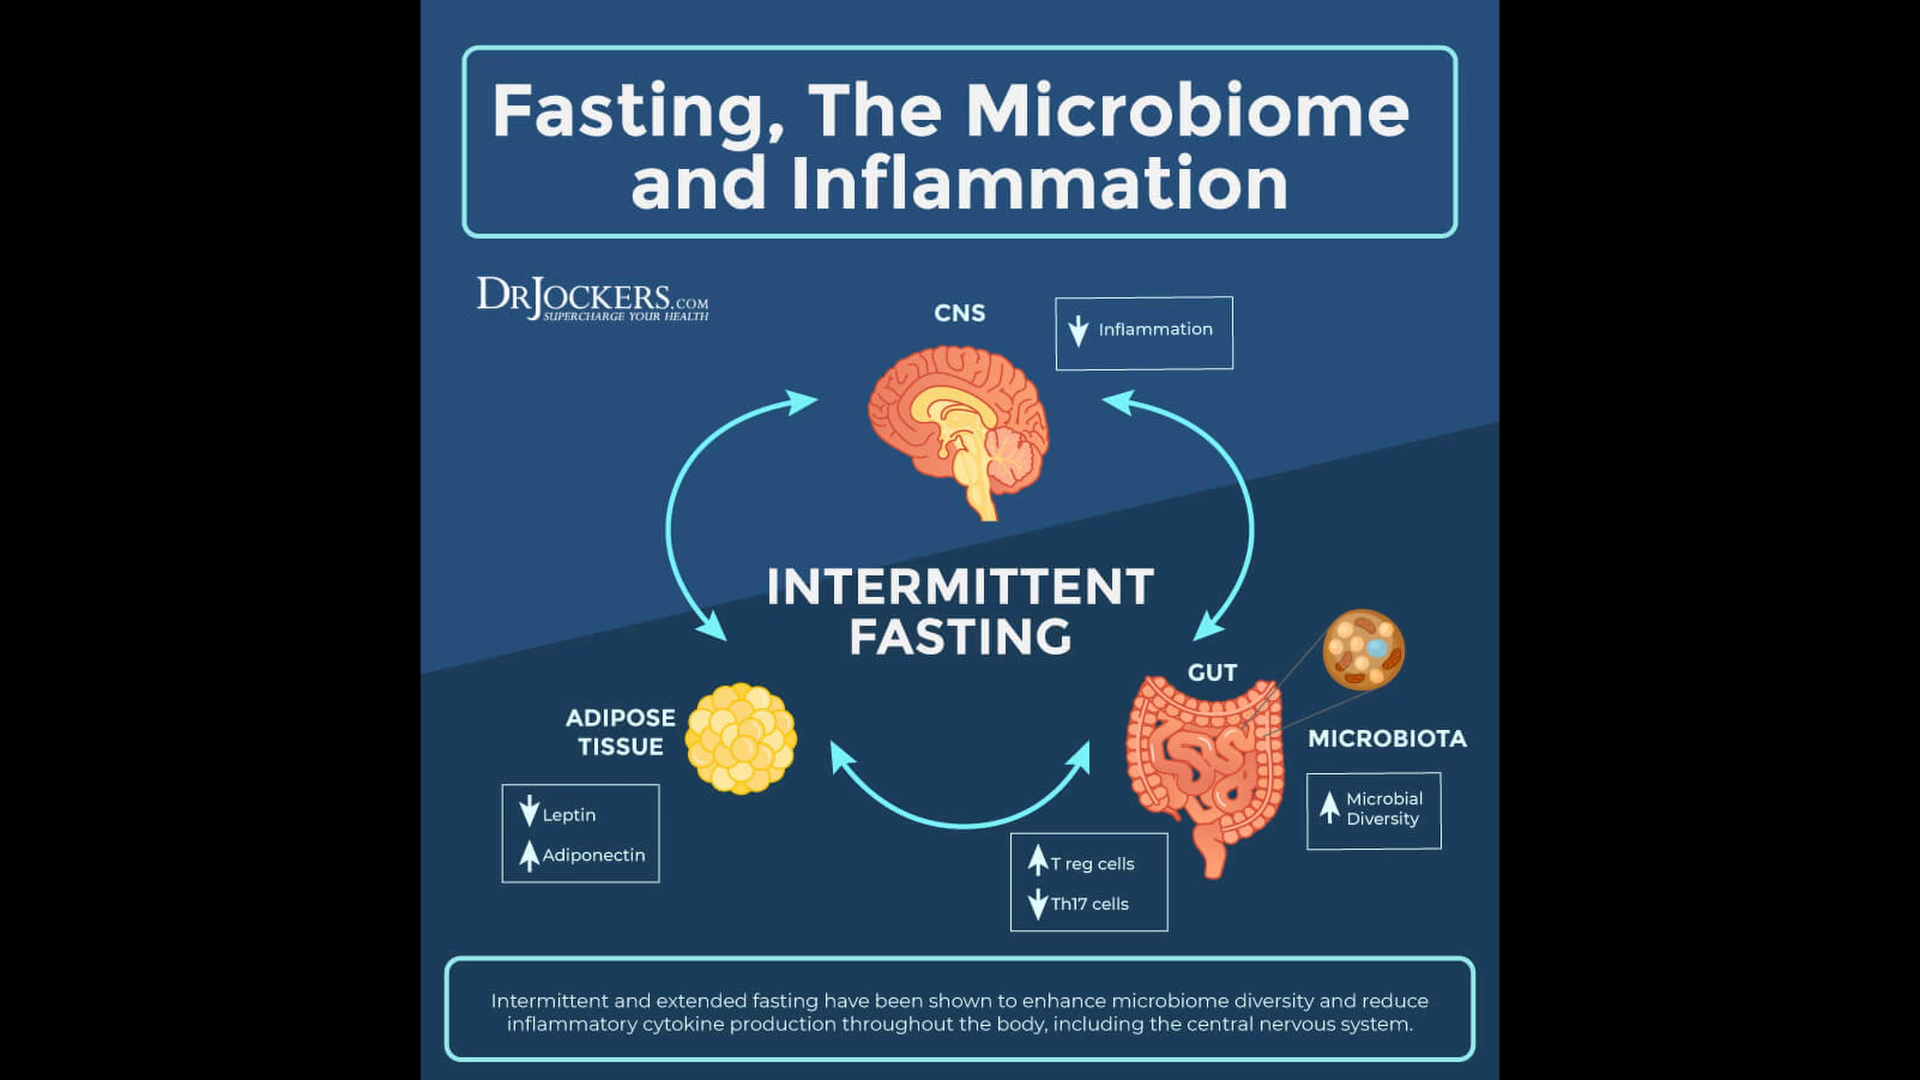 Fasting, The Microbiome
and Inflammation
DRJOCKERS.COM
SUPERCHARGE YOUR HEALTH
CNS
Inflammation
INTERMITTENT
FASTING
GUT
ADIPOSE
TISSUE
MICROBIOTA
Leptin
Adiponectin
Microbial
Diversity
T reg cells
Th17 cells
Intermittent and extended fasting have been shown to enhance microbiome diversity and reduce
inflammatory cytokine production throughout the body, including the central nervous system.